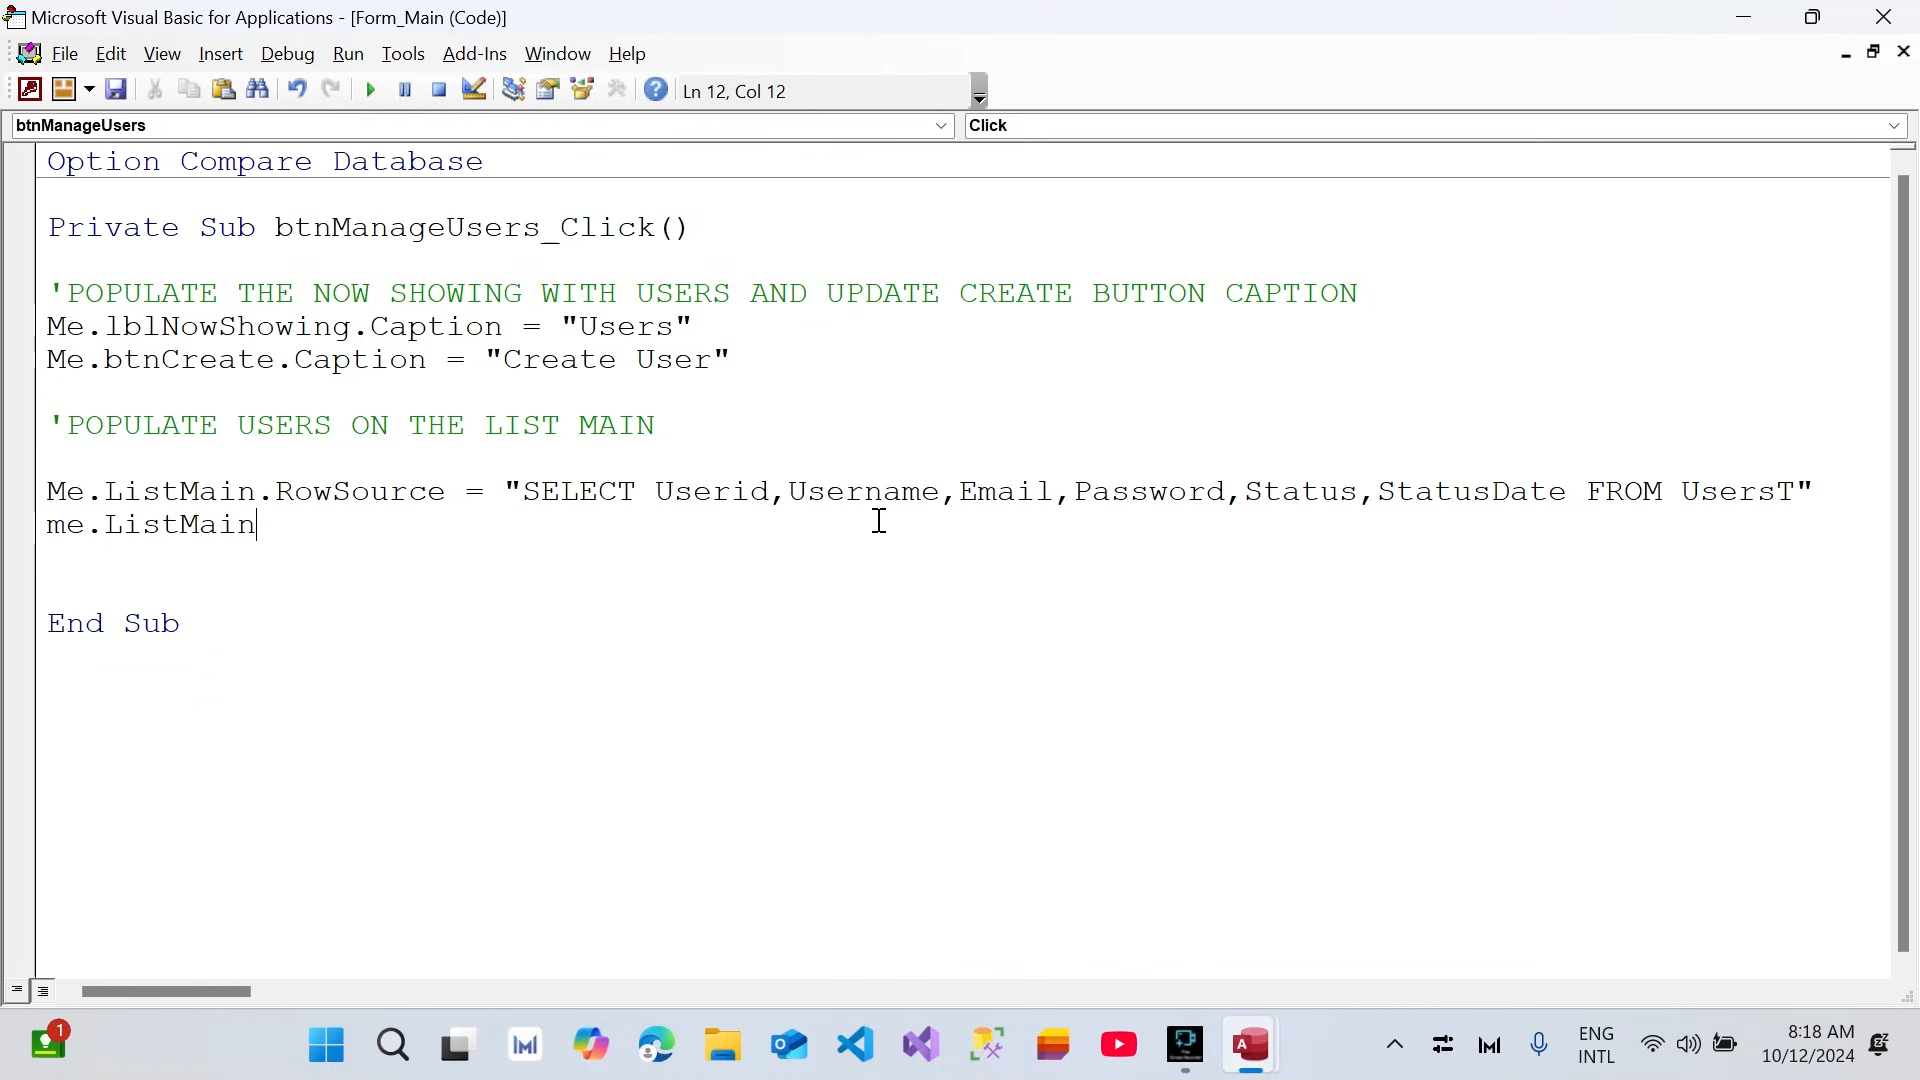 Microsoft Visual Basic for Applications - [Form_Main (Code)]
File Edit View Insert Debug Run Tools Add-Ins Window Help
Ln 12, Col 12
btnManageUsers
Click
Option Compare Database
Private Sub btnManageUsers_Click()
'POPULATE THE NOW SHOWING WITH USERS AND UPDATE CREATE BUTTON CAPTION
Me.lblNowShowing.Caption = "Users"
Me.btnCreate.Caption = "Create User"
'POPULATE USERS ON THE LIST MAIN
Me.ListMain.RowSource = "SELECT Userid,Username,Email,Password,Status,StatusDate FROM UsersT"
me.ListMain
End Sub
1
ENG
INTL
8:18 AM
10/12/2024